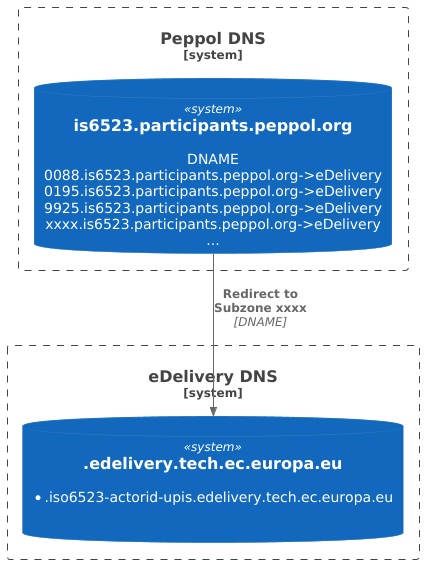 Peppol DNS
[system]
«system»
is6523.participants.peppol.org
DNAME
0088.is6523.participants.peppol.org->eDelivery
0195.is6523.participants.peppol.org->eDelivery
9925.is6523.participants.peppol.org->eDelivery
xxxx.is6523.participants.peppol.org->eDelivery
...
Redirect to
Subzone xxxx
[DNAME]
eDelivery DNS
[system]
«system»
.edelivery.tech.ec.europa.eu
• .iso6523-actorid-upis.edelivery.tech.ec.europa.eu